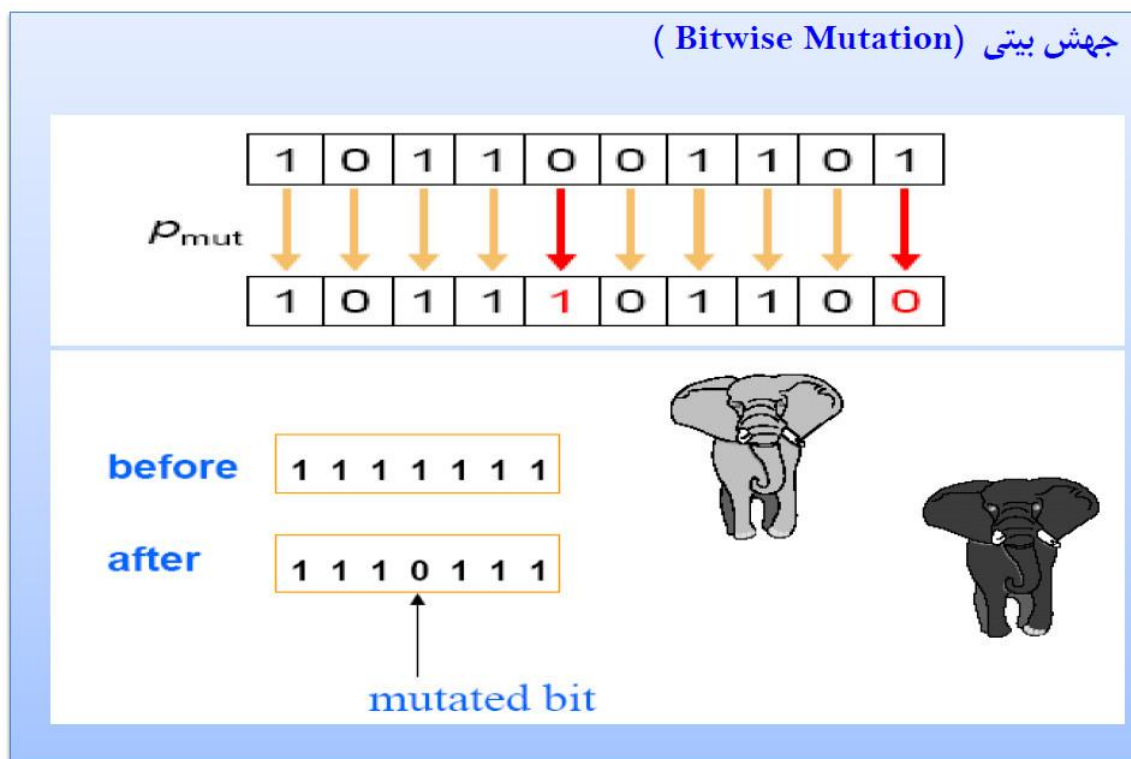 جهش بیتی (Bitwise Mutation )
1 0 1 1 0 0 1 1 0 1
pmut
1 0 1 1 1 0 1 1 0 0
before 1 1 1 1 1 1 1
after 1 1 1 0 1 1 1
mutated bit